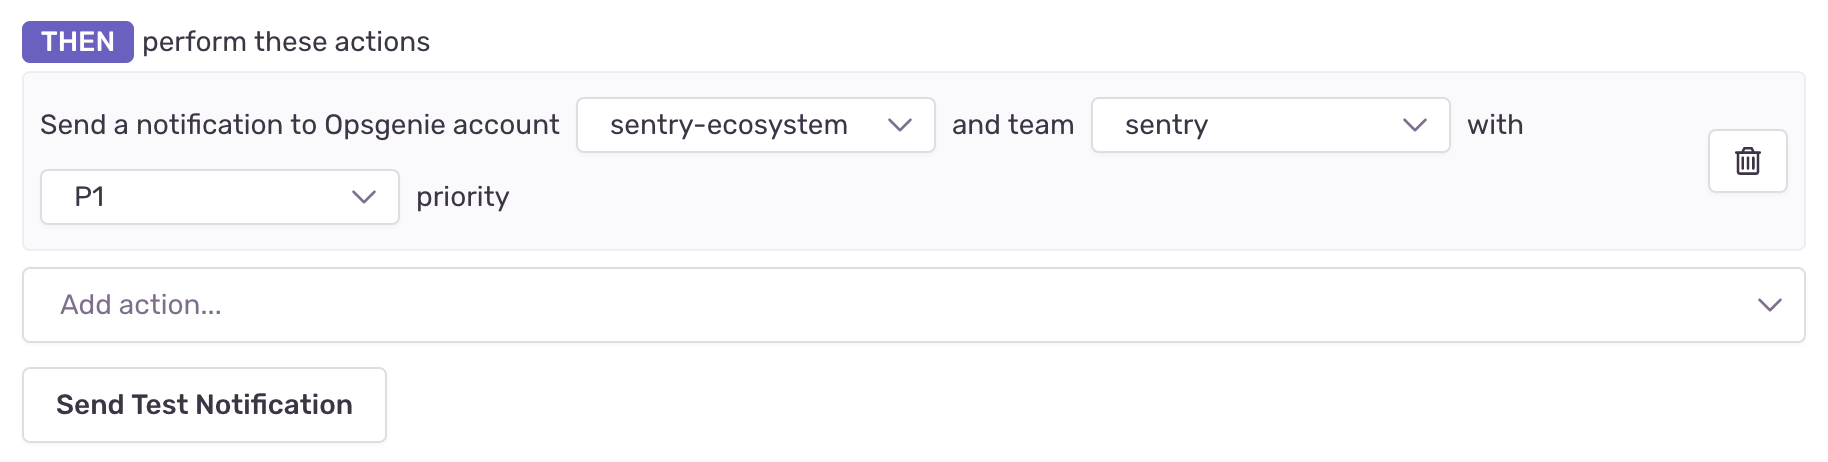 THEN perform these actions
Send a notification to Opsgenie account sentry-ecosystem and team sentry with
P1 priority
Add action...
Send Test Notification